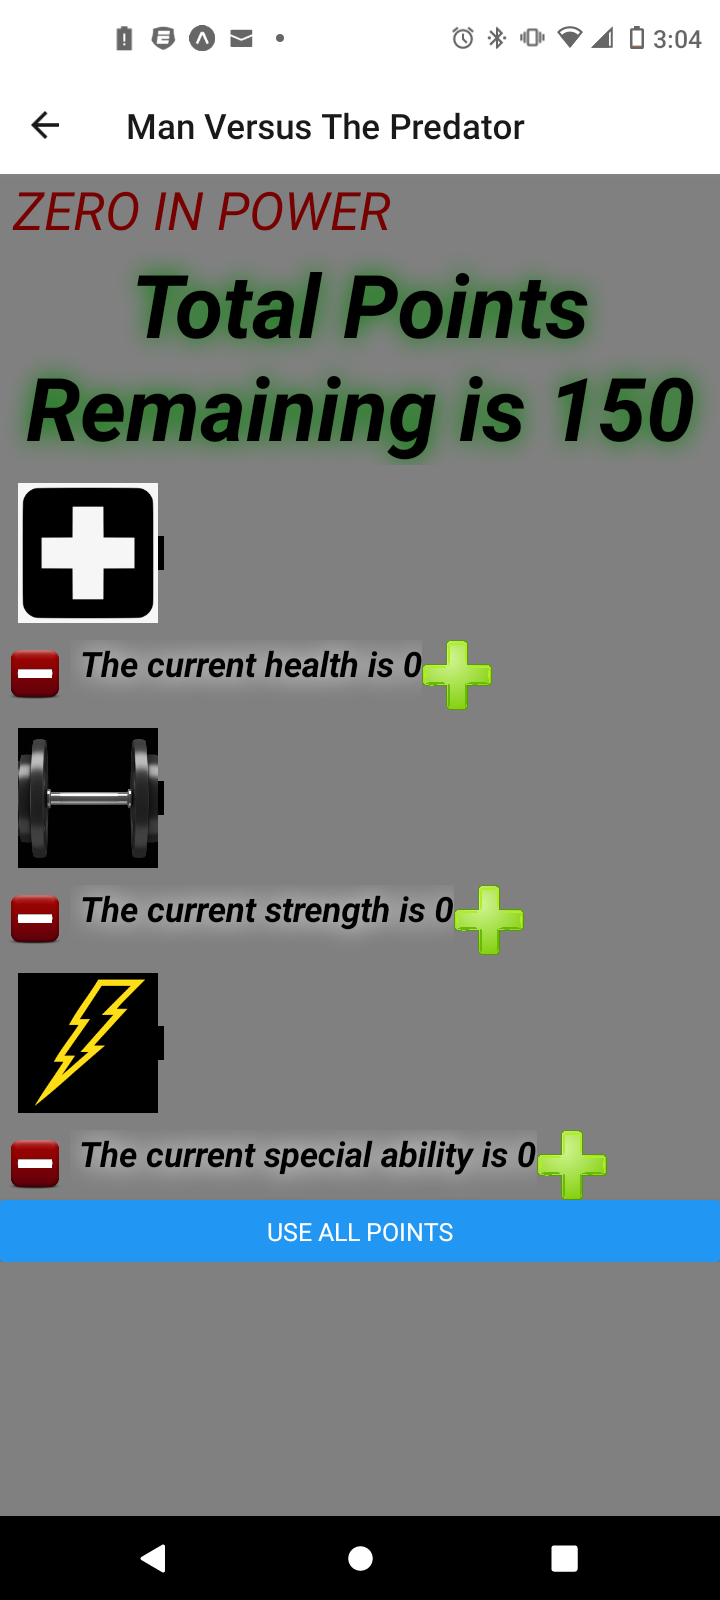 3:04
Man Versus The Predator
ZERO IN POWER
Total Points
Remaining is 150
The current health is 0
The current strength is 0
The current special ability is 0
USE ALL POINTS